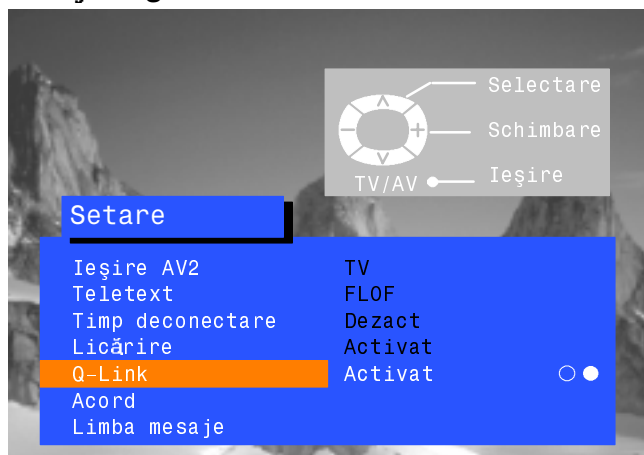 Selectare
Schimbare
TV/AV Ieşire
Setare
Ieşire AV2 TV
Teletext FLOF
Timp deconectare Dezact
Licărire Activat
Q-Link Activat
Acord
Limba mesaje